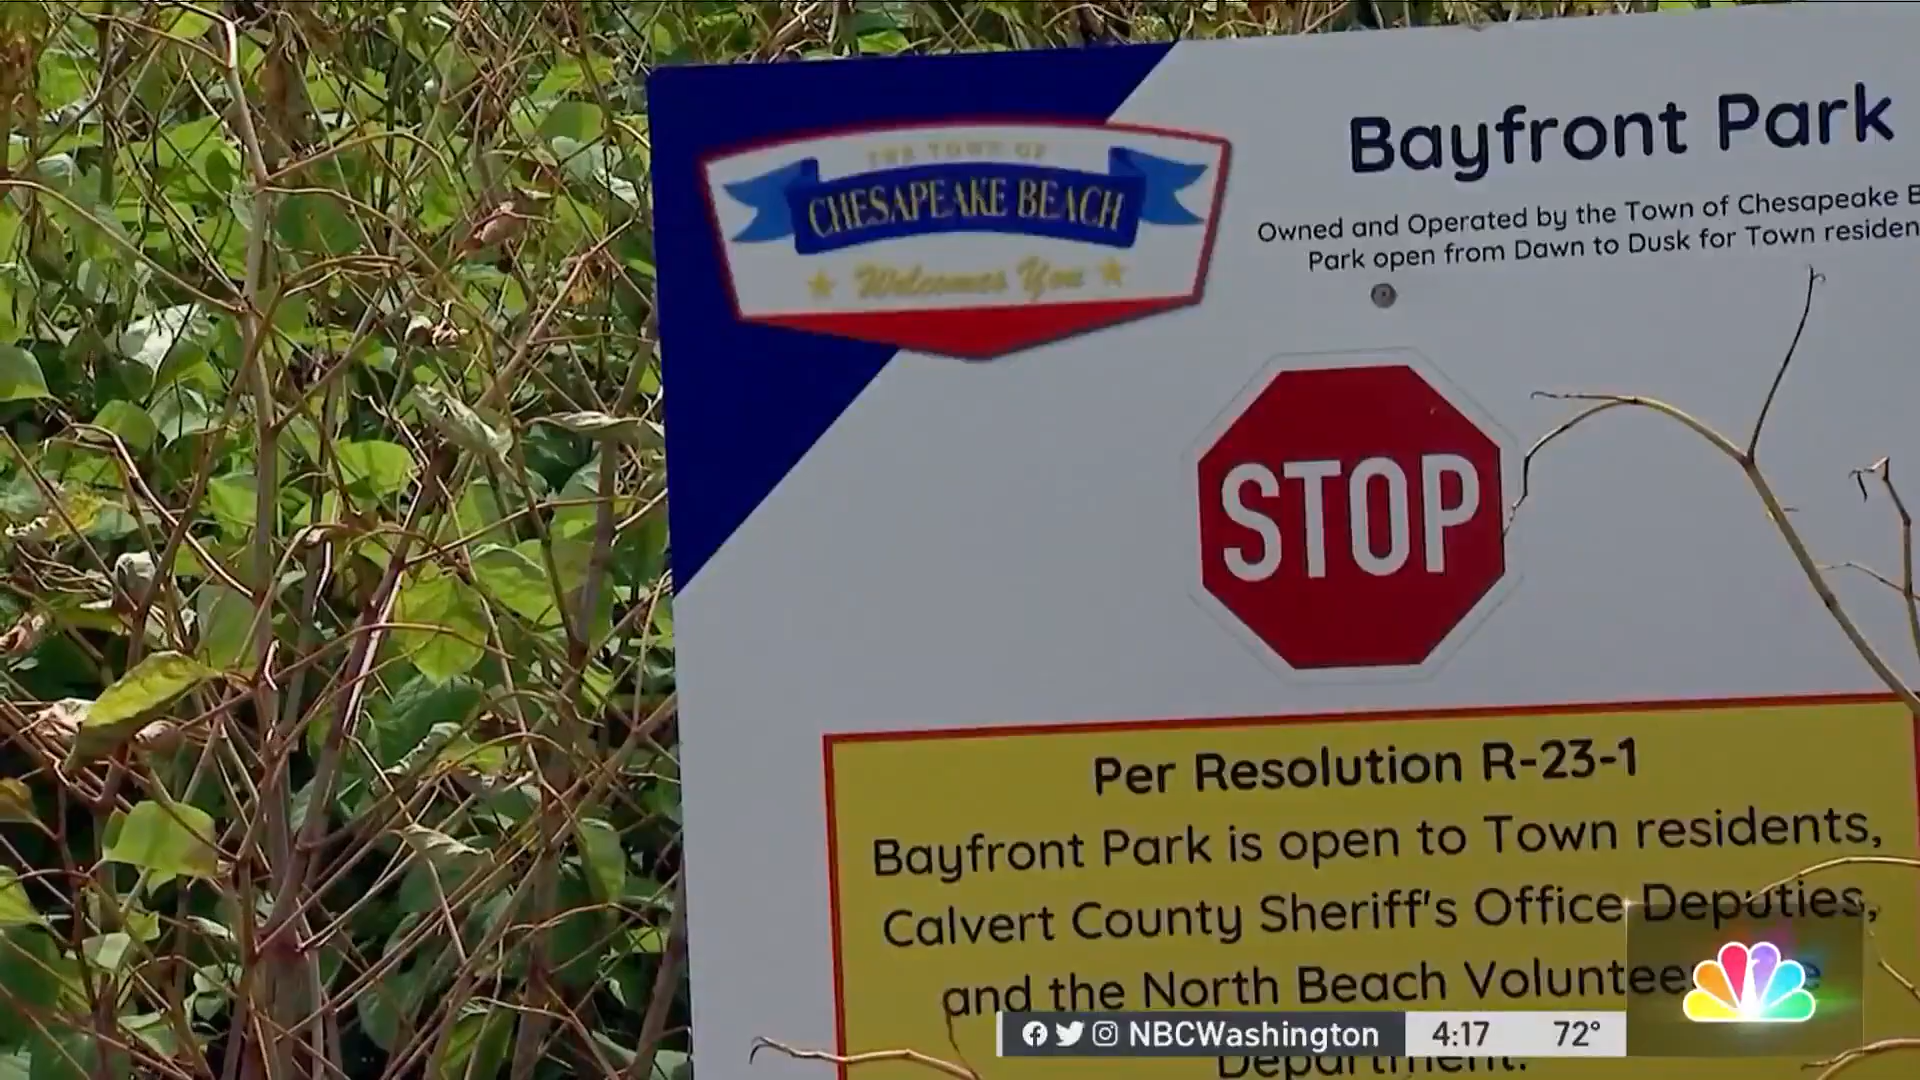 THE TOWN OF
CHESAPEAKE BEACH
Welcomes You
Bayfront Park
Owned and Operated by the Town of Chesapeake B
Park open from Dawn to Dusk for Town residen
STOP
Per Resolution R-23-1
Bayfront Park is open to Town residents,
Calvert County Sheriff's Office Deputies,
and the North Beach Voluntee
Department.
NBCWashington
4:17 72°